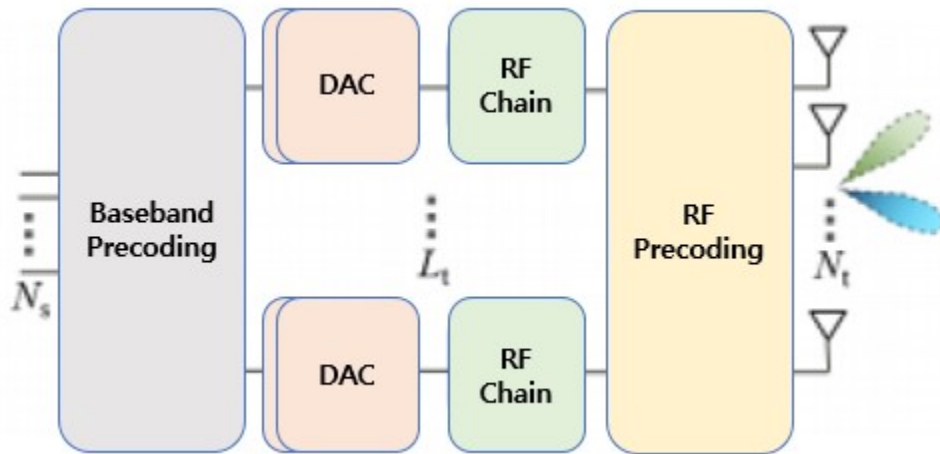 DAC
RF
Chain
Baseband
Precoding
RF
Precoding
N_s
L_t
N_t
DAC
RF
Chain